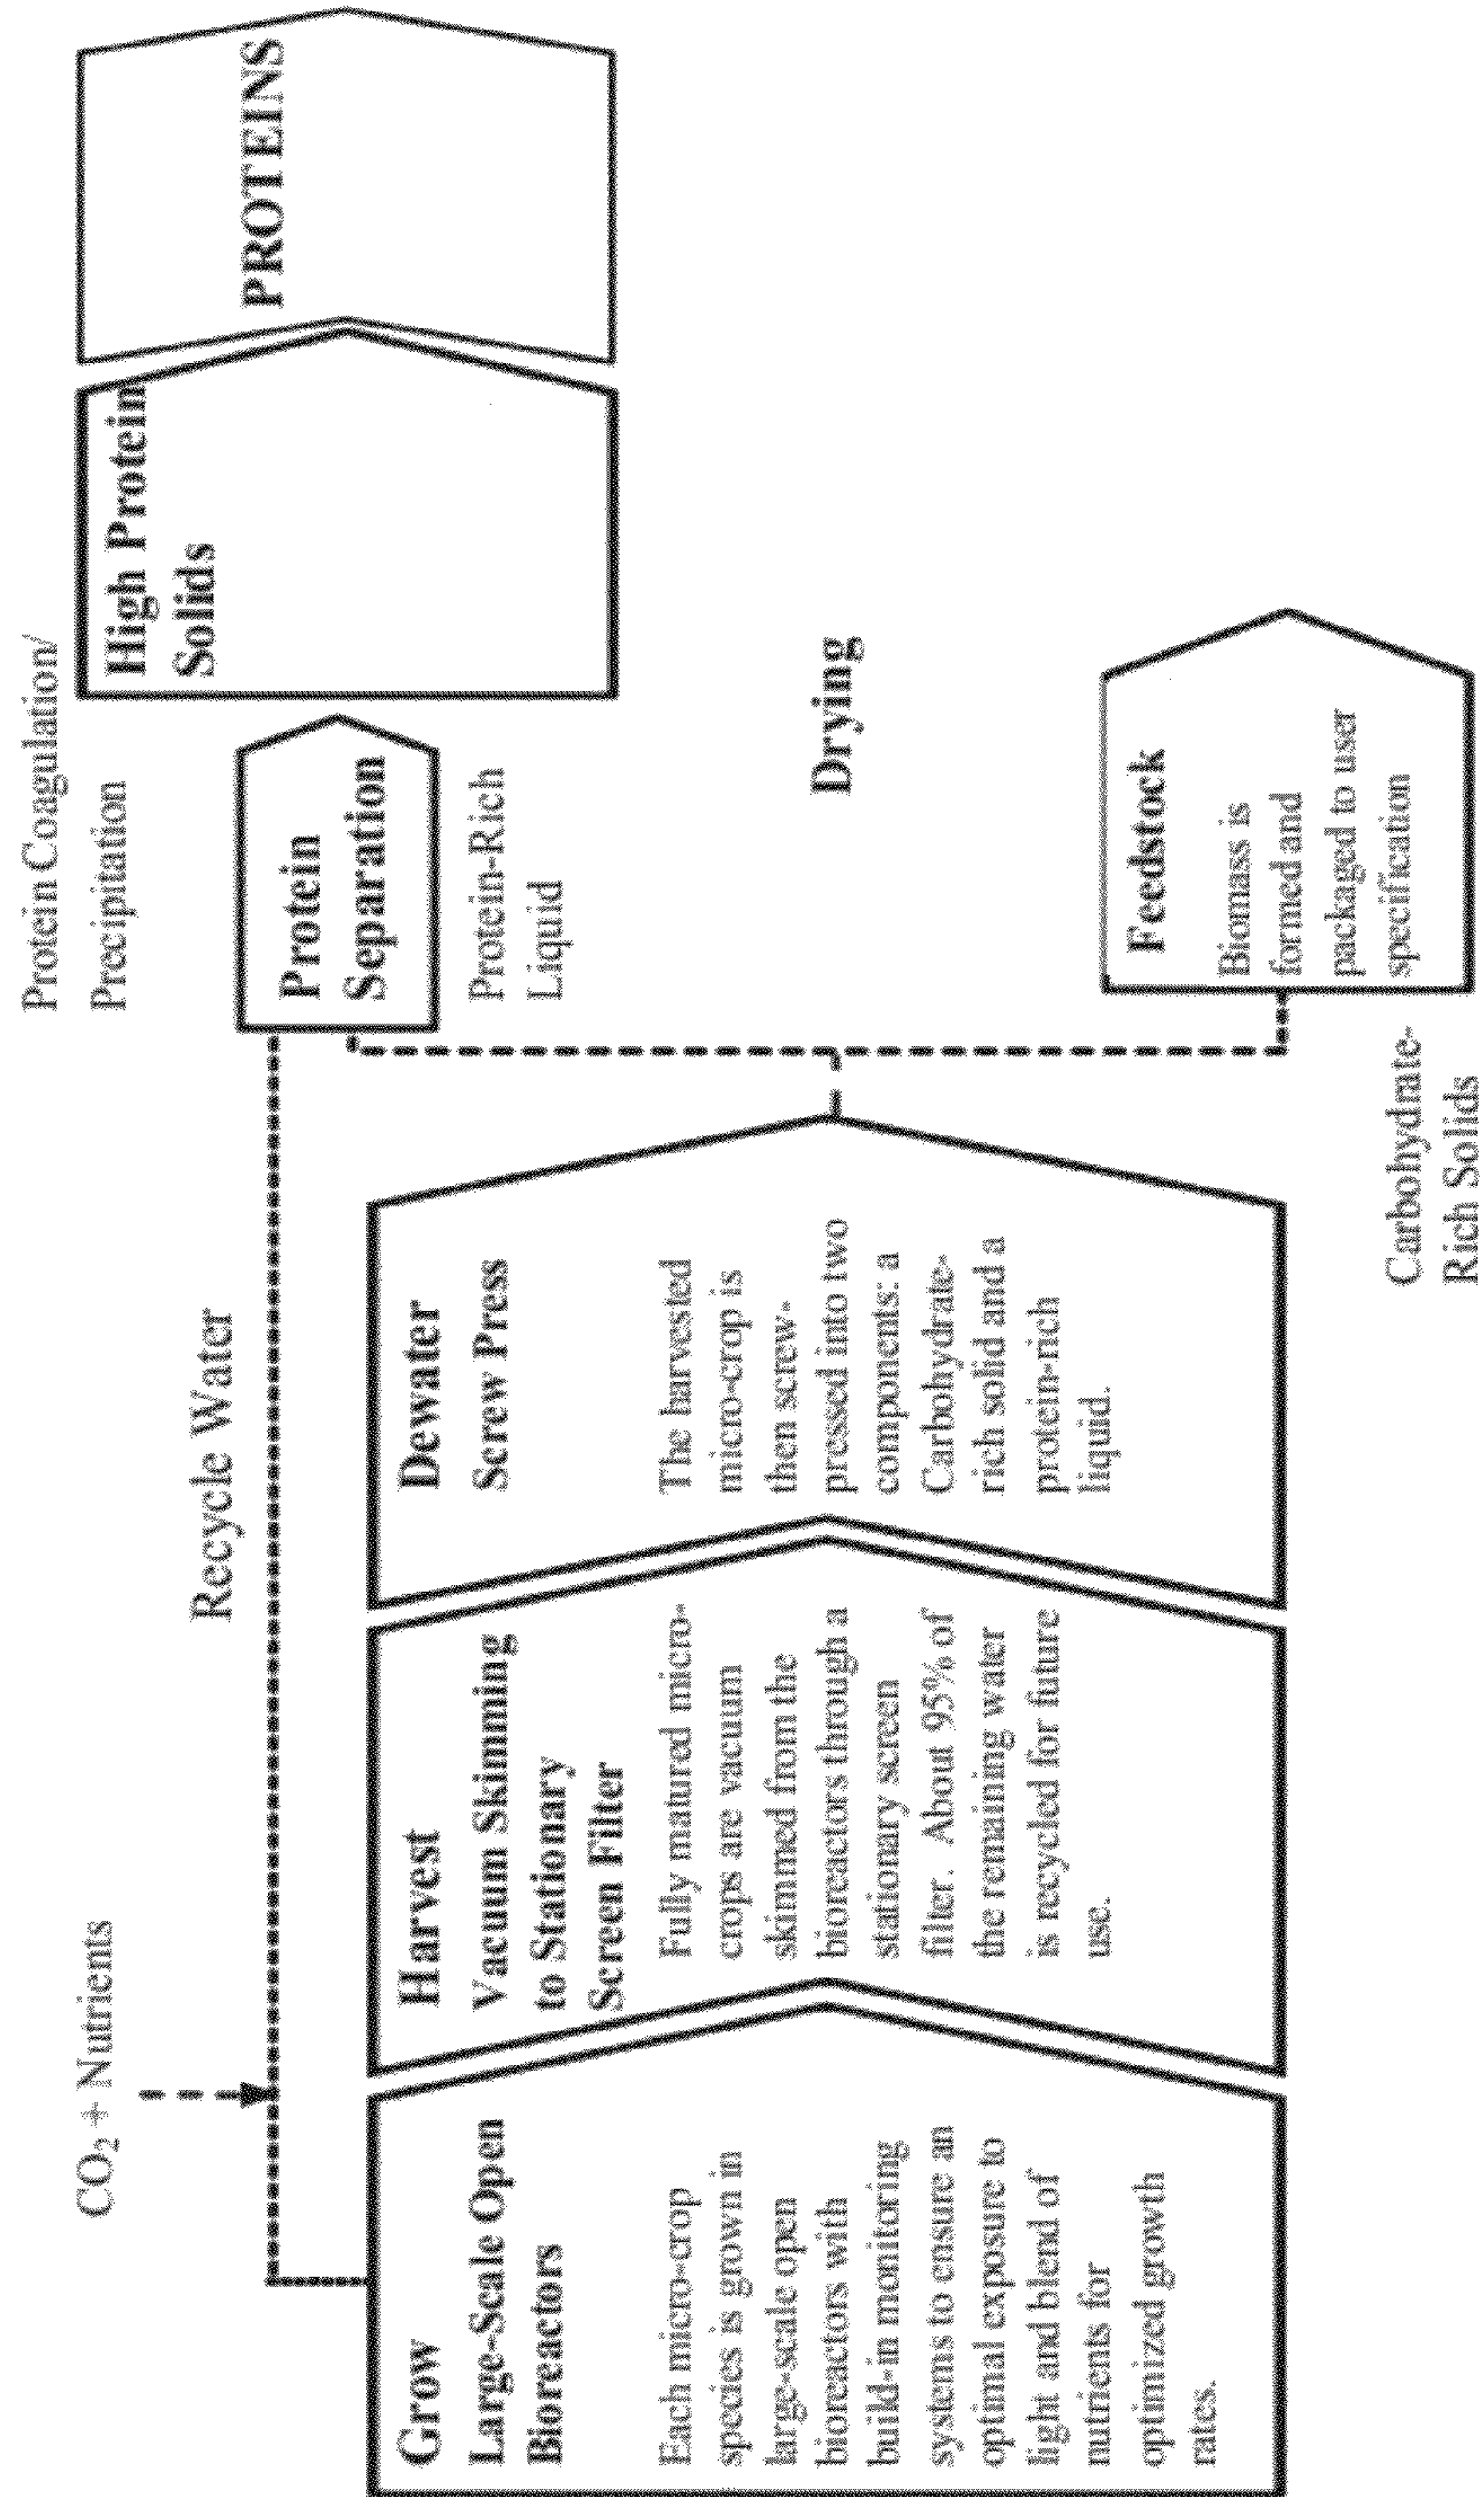 CO₂ + Nutrients
Recycle Water
Grow
Large-Scale Open
Bioreactors
Each micro-crop
species is grown in
large-scale open
bioreactors with
build-in monitoring
systems to ensure an
optimal exposure to
light and blend of
nutrients for
optimized growth
rates.
Harvest
Vacuum Skimming
to Stationary
Screen Filter
Fully matured micro-
crops are vacuum
skimmed from the
bioreactors through a
stationary screen
filter. About 95% of
the remaining water
is recycled for future
use.
Dewater
Screw Press
The harvested
micro-crop is
then screw-
pressed into two
components: a
Carbohydrate-
rich solid and a
protein-rich
liquid.
Protein Coagulation/
Precipitation
Protein
Separation
Protein-Rich
Liquid
High Protein
Solids
PROTEINS
Drying
Feedstock
Biomass is
formed and
packaged to user
specification
Carbohydrate-
Rich Solids